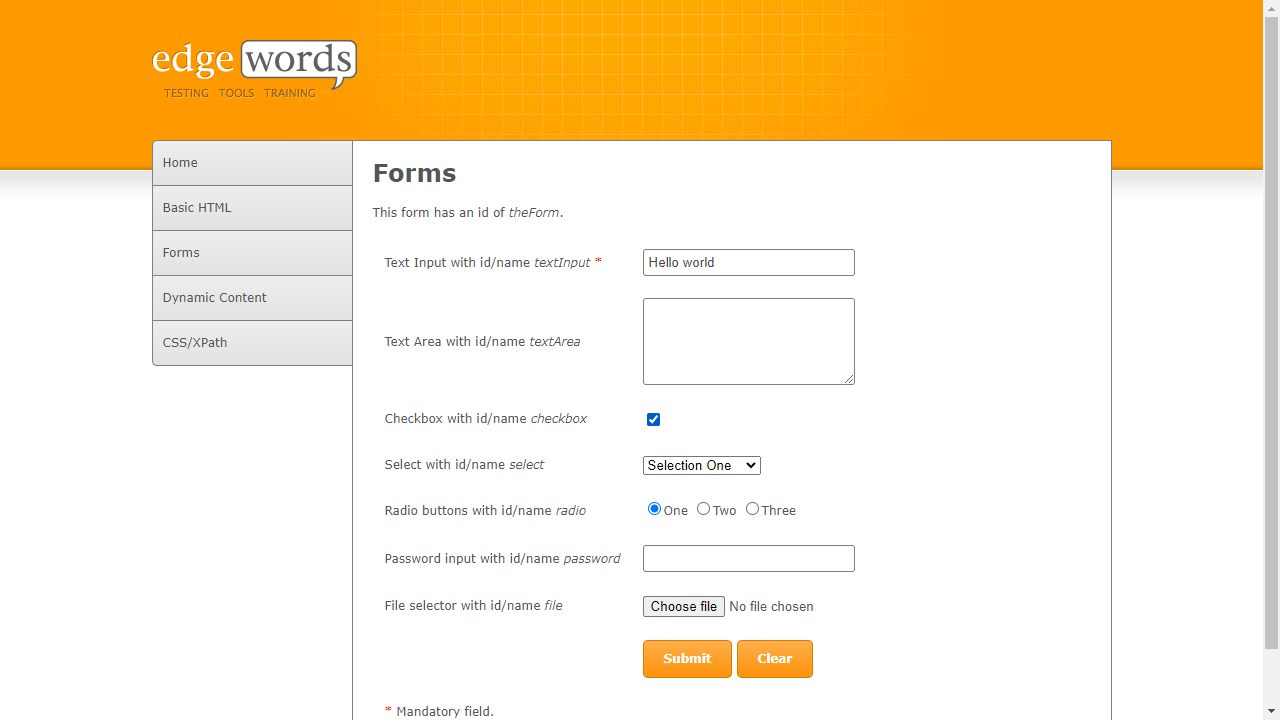 edge words
TESTING TOOLS TRAINING
Home
Basic HTML
Forms
Dynamic Content
CSS/XPath
Forms
This form has an id of theForm.
Text Input with id/name textInput * Hello world
Text Area with id/name textArea
Checkbox with id/name checkbox
Select with id/name select Selection One
Radio buttons with id/name radio One Two Three
Password input with id/name password
File selector with id/name file Choose file No file chosen
Submit Clear
* Mandatory field.